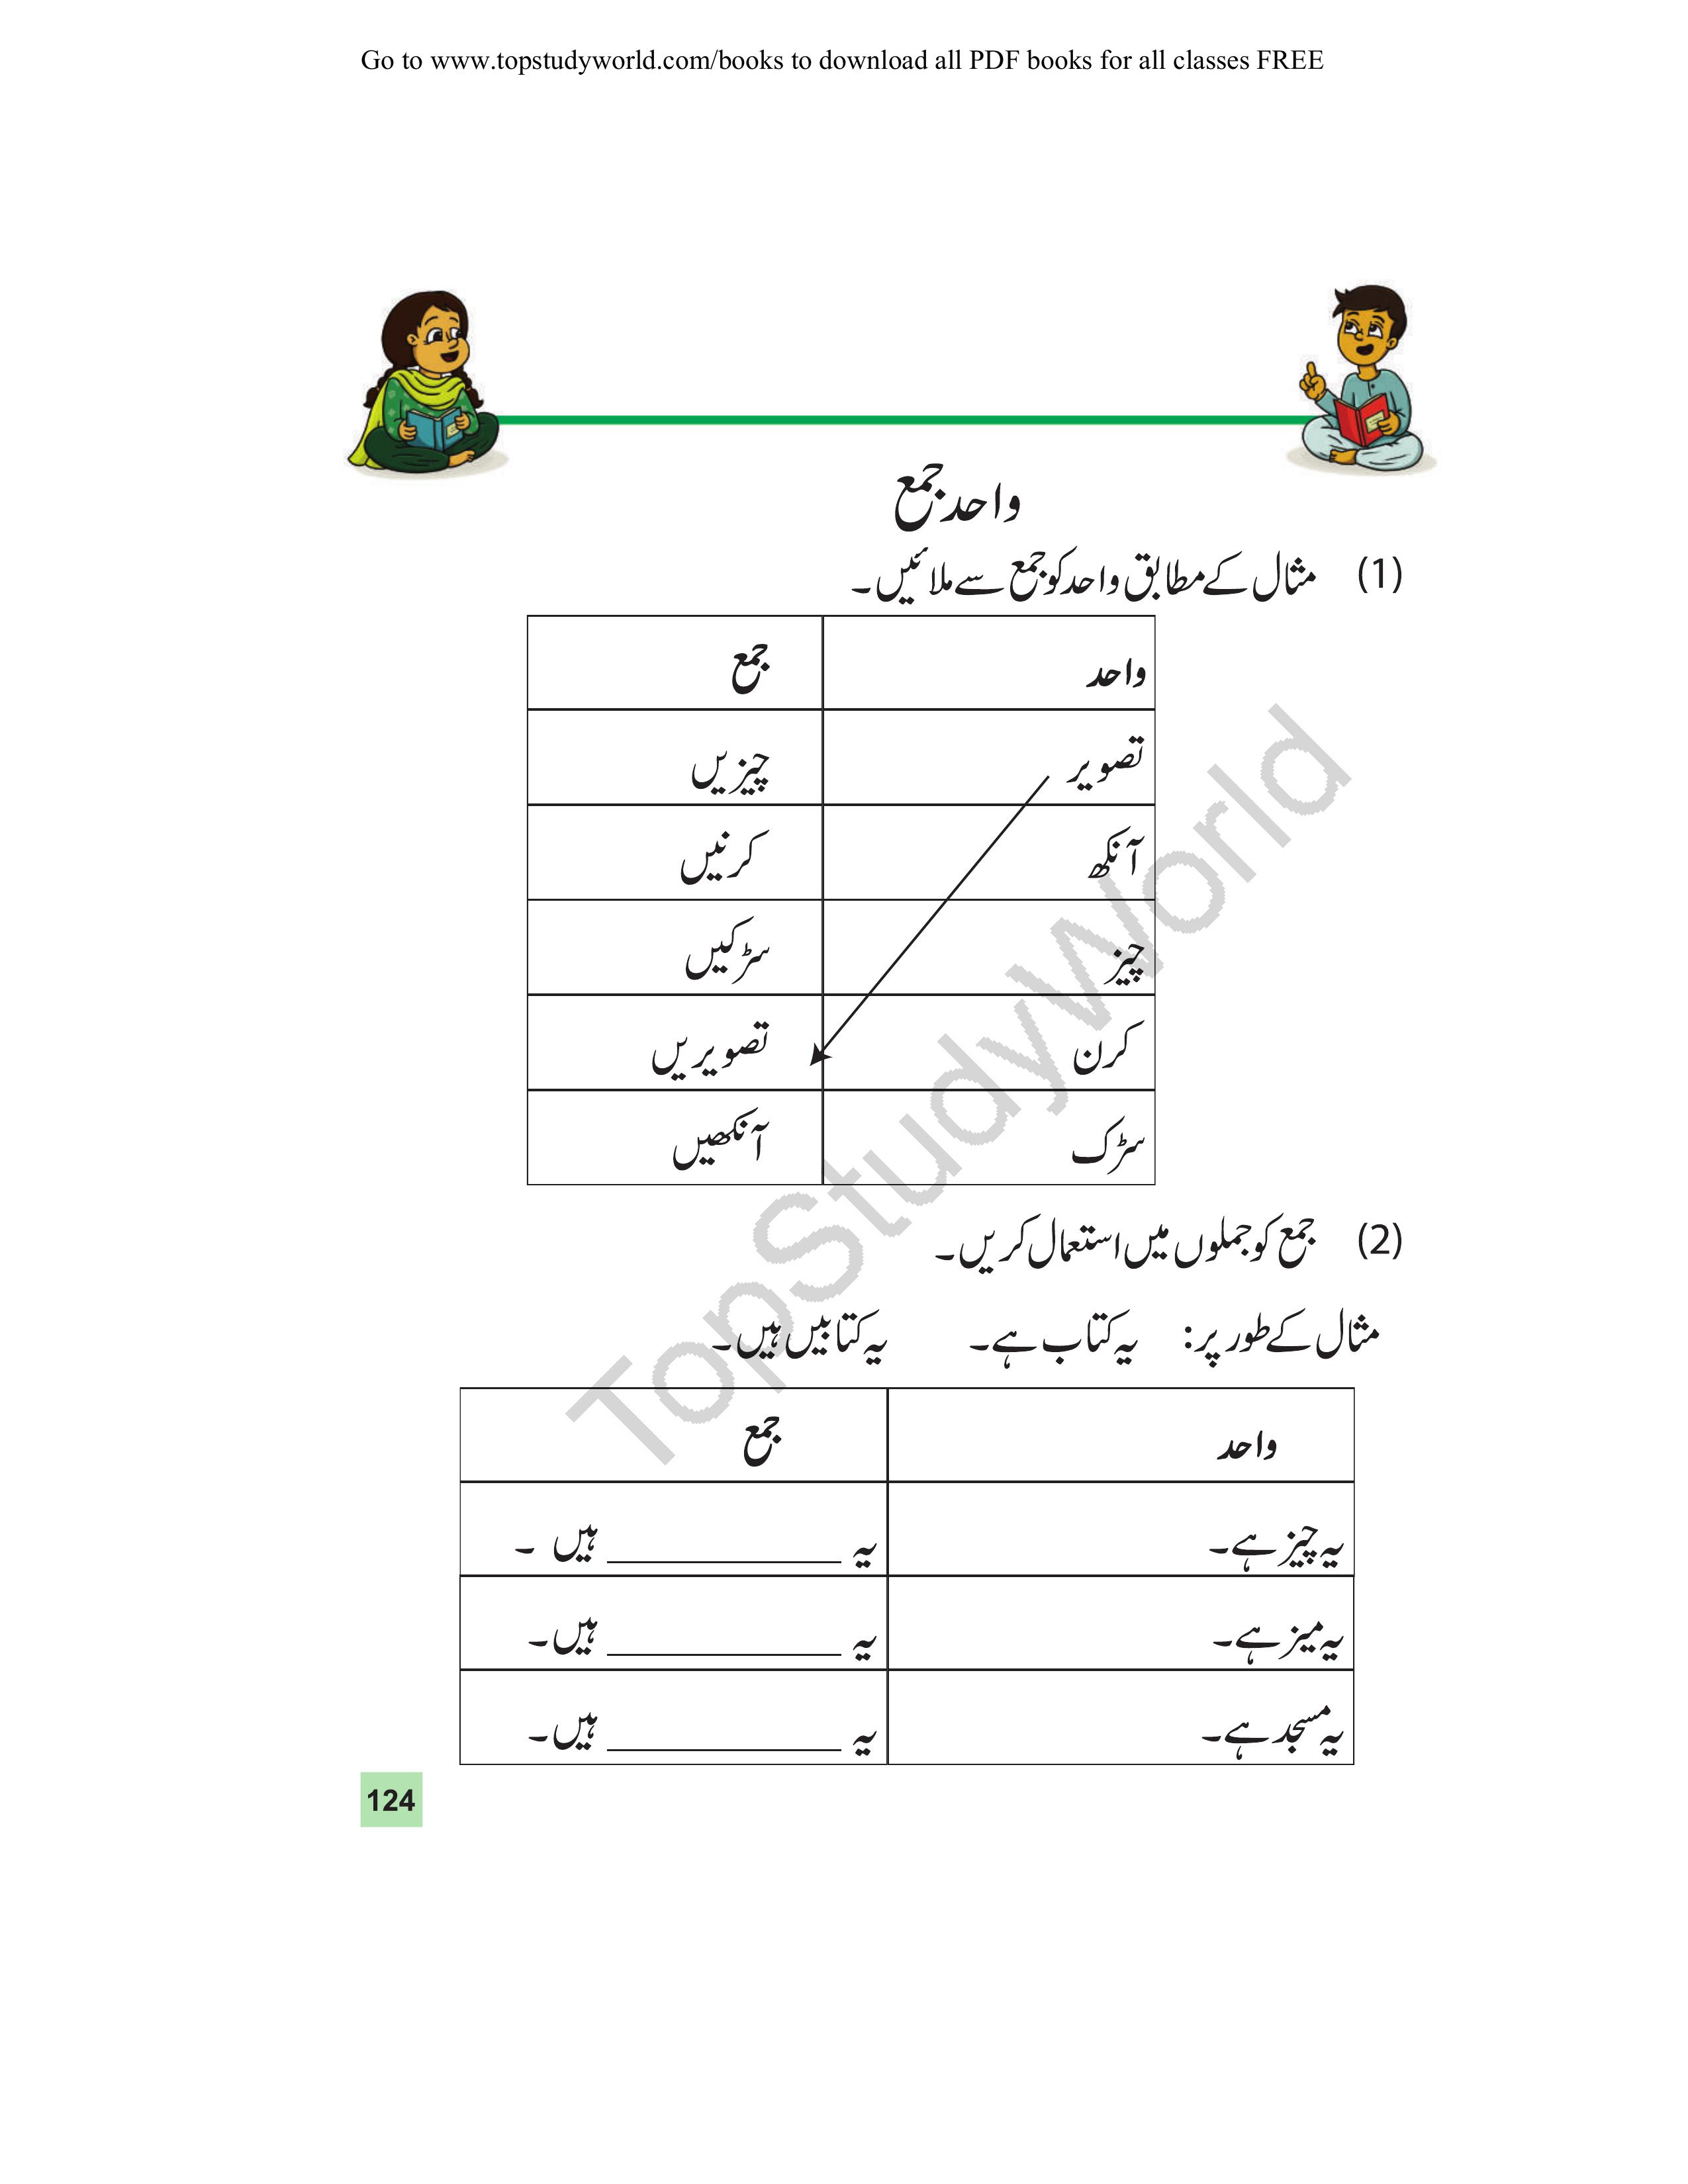 Go to www.topstudyworld.com/books to download all PDF books for all classes FREE
واحد جمع
(1) مثال کے مطابق واحد کو جمع سے ملائیں۔
واحد جمع
تصویر چیزیں
آنکھ کرنیں
چیز سڑکیں
کرن تصویریں
سڑک آنکھیں
(2) جمع کو جملوں میں استعمال کریں۔
مثال کے طور پر: یہ کتاب ہے۔ یہ کتابیں ہیں۔
واحد جمع
یہ چیز ہے۔ یہ ______________ ہیں ۔
یہ میز ہے۔ یہ ______________ ہیں۔
یہ مسجد ہے۔ یہ ______________ ہیں۔
124
TopStudyWorld